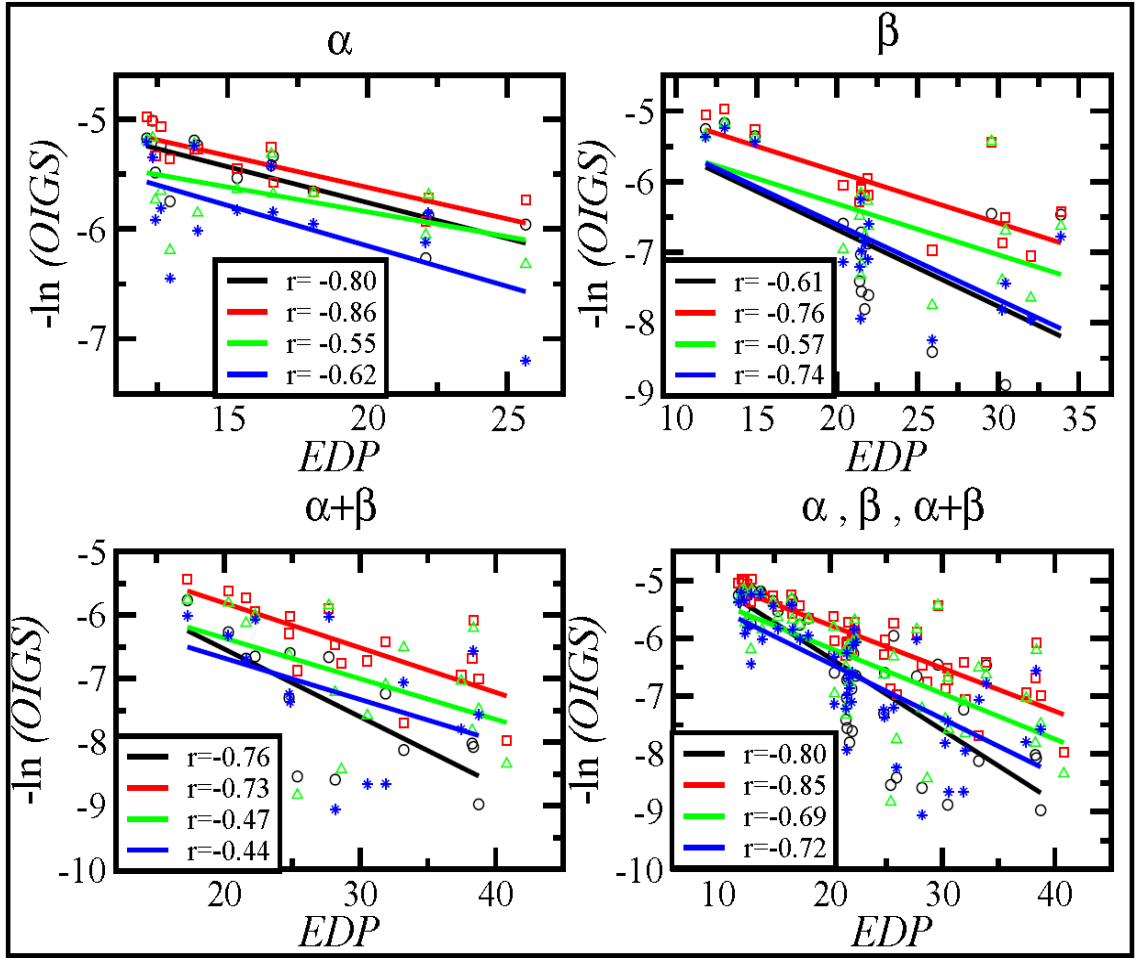 α
-ln (OIGS)
-5
-6
-7
r= -0.80
r= -0.86
r= -0.55
r= -0.62
15 20 25
EDP
β
-ln (OIGS)
-5
-6
-7
-8
-9
r= -0.61
r= -0.76
r= -0.57
r= -0.74
10 15 20 25 30 35
EDP
α+β
-ln (OIGS)
-5
-6
-7
-8
-9
-10
r=-0.76
r=-0.73
r=-0.47
r=-0.44
20 30 40
EDP
α , β , α+β
-ln (OIGS)
-5
-6
-7
-8
-9
-10
r=-0.80
r=-0.85
r=-0.69
r=-0.72
10 20 30 40
EDP